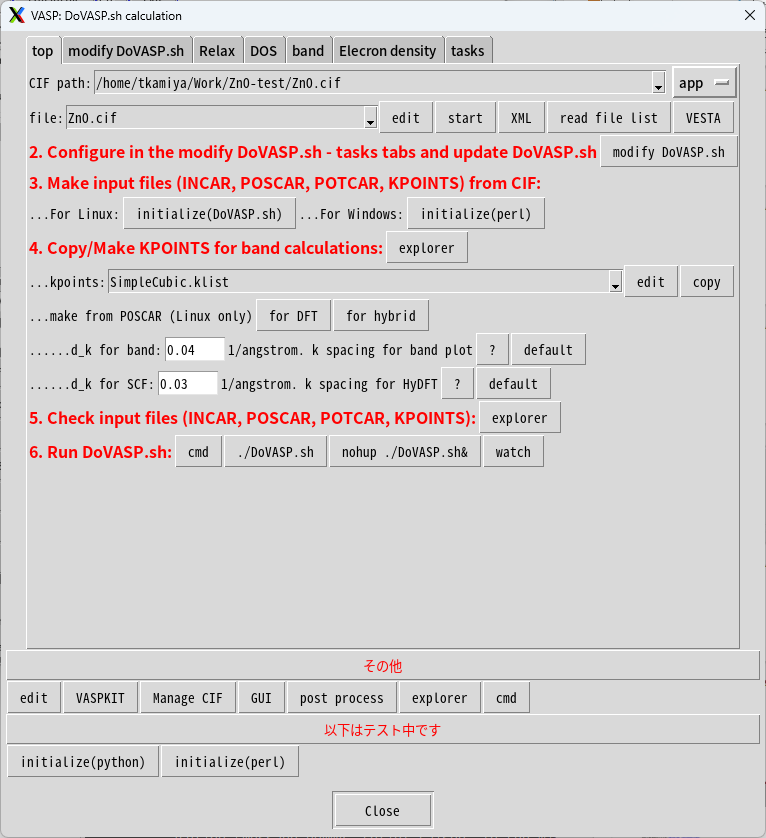 VASP: DoVASP.sh calculation
top modify DoVASP.sh Relax DOS band Elecron density tasks
CIF path: /home/tkamiya/Work/ZnO-test/ZnO.cif app
file: ZnO.cif edit start XML read file list VESTA
2. Configure in the modify DoVASP.sh - tasks tabs and update DoVASP.sh modify DoVASP.sh
3. Make input files (INCAR, POSCAR, POTCAR, KPOINTS) from CIF:
...For Linux: initialize(DoVASP.sh) ...For Windows: initialize(perl)
4. Copy/Make KPOINTS for band calculations: explorer
...kpoints: SimpleCubic.klist edit copy
...make from POSCAR (Linux only) for DFT for hybrid
......d_k for band: 0.04 1/angstrom. k spacing for band plot ? default
......d_k for SCF: 0.03 1/angstrom. k spacing for HyDFT ? default
5. Check input files (INCAR, POSCAR, POTCAR, KPOINTS): explorer
6. Run DoVASP.sh: cmd ./DoVASP.sh nohup ./DoVASP.sh& watch
その他
edit VASPKIT Manage CIF GUI post process explorer cmd
以下はテスト中です
initialize(python) initialize(perl)
Close